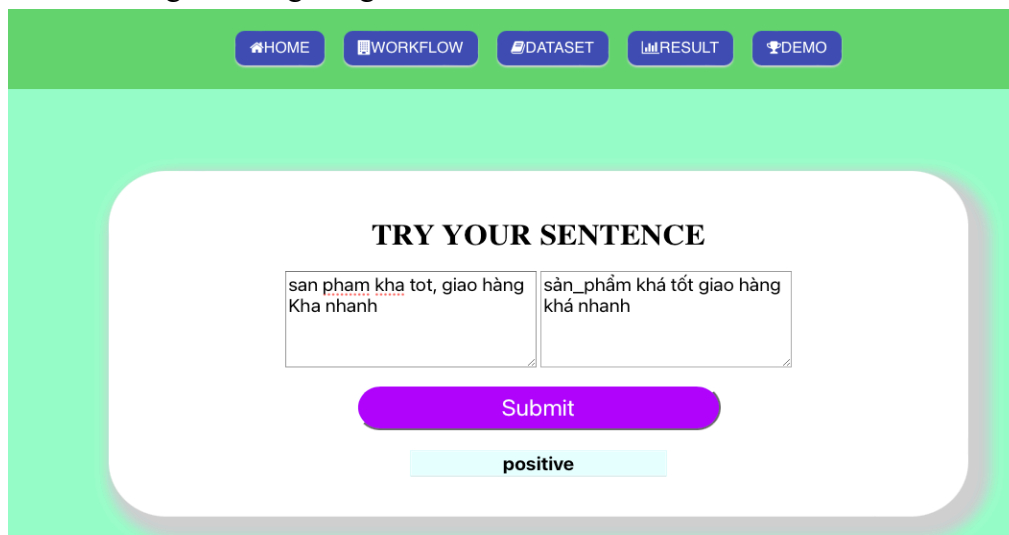 HOME WORKFLOW DATASET RESULT DEMO
TRY YOUR SENTENCE
san pham kha tot, giao hàng
Kha nhanh
sản_phẩm khá tốt giao hàng
khá nhanh
Submit
positive